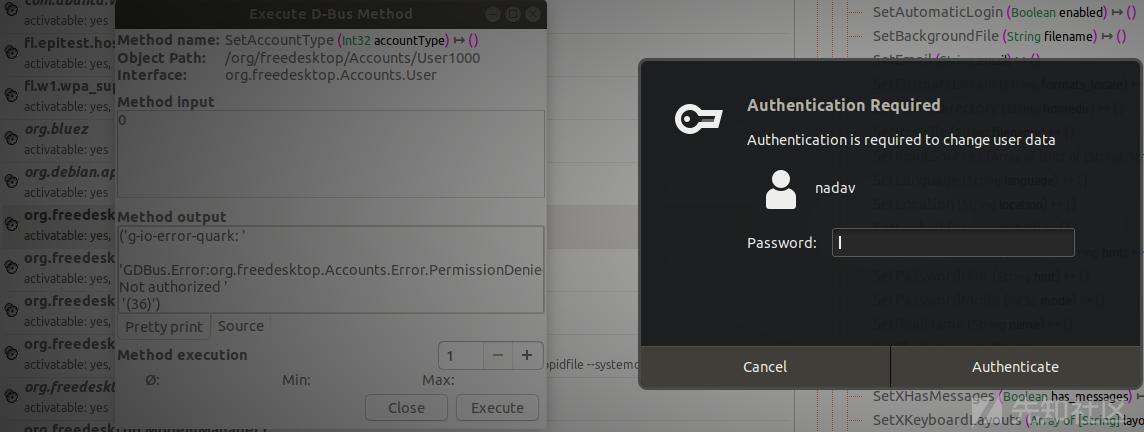 com.ubuntu.
activatable: yes
fi.epitest.hos
activatable: yes,
fi.w1.wpa_sup
activatable: yes,
org.bluez
activatable: yes
org.debian.ap
activatable: yes
org.freedesk
activatable: yes,
org.freedesk
activatable: yes,
org.freedesk
activatable: yes,
org.freedesk
activatable: yes,
org.freedeskt
activatable: yes
Execute D-Bus Method
Method name: SetAccountType (Int32 accountType) ↦ ()
Object Path: /org/freedesktop/Accounts/User1000
Interface: org.freedesktop.Accounts.User
Method input
0
Method output
('g-io-error-quark: '
'GDBus.Error:org.freedesktop.Accounts.Error.PermissionDenie
Not authorized '
'(36)')
Pretty print
Source
Method execution
1
Ø:
Min:
Max:
Close
Execute
opidfile --systemd
SetAutomaticLogin (Boolean enabled) ↦ ()
SetBackgroundFile (String filename) ↦ ()
Authentication Required
Authentication is required to change user data
nadav
Password:
Cancel
Authenticate
SetXHasMessages (Boolean has_messages) ↦
SetXKeyboardLayouts (Array of [String] layo
先知社区